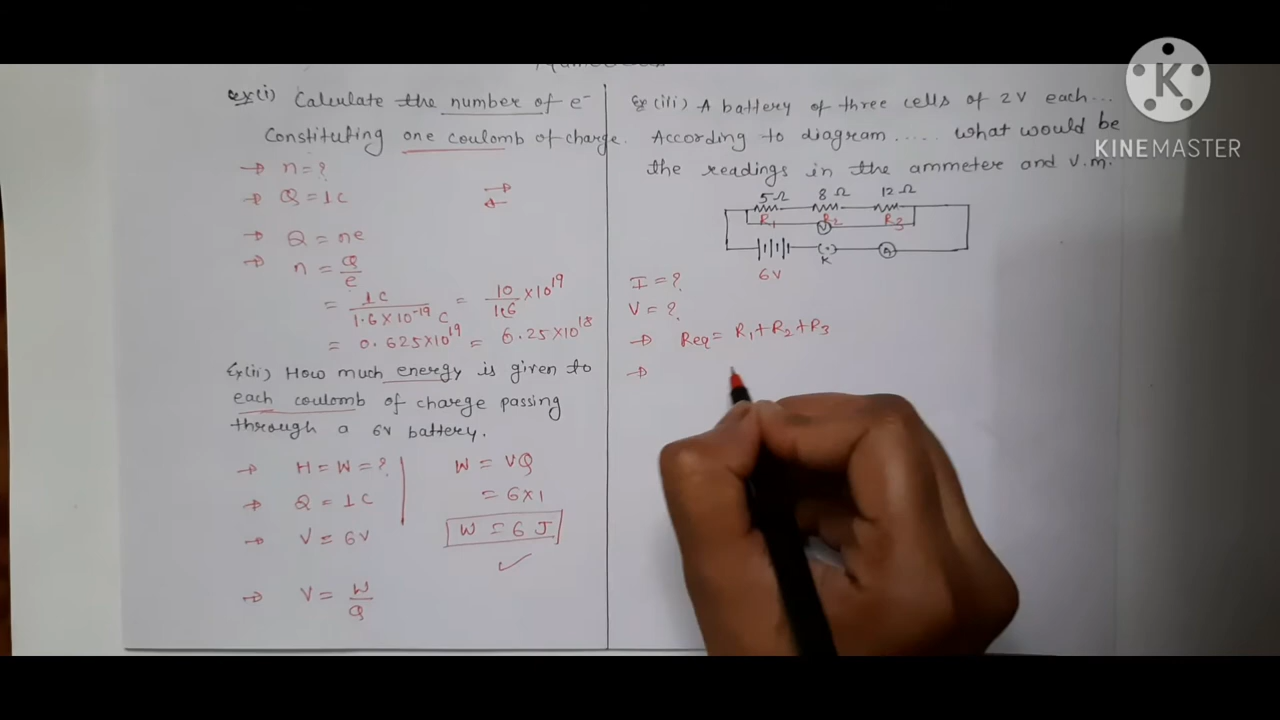 Ex(i) Calculate the number of e⁻
constituting one coulomb of charge.
→ n = ?
→ Q = 1C
→ Q = ne
→ n = Q/e
= 1C / 1.6 × 10⁻¹⁹ C = 10/1.6 × 10¹⁹
= 0.625×10¹⁹ = 6.25×10¹⁸
Ex(ii) How much energy is given to
each coulomb of charge passing
through a 6V battery.
→ H = W = ?
→ Q = 1C
→ V = 6V
→ V = W/Q
W = VQ
= 6×1
W = 6 J
Ex(iii) A battery of three cells of 2V each...
According to diagram ..... what would be
the readings in the ammeter and V.m.
5Ω 8Ω 12Ω
R₁ R₂ R₃
V
K A
6V
I = ?
V = ?
→ Req = R₁+R₂+R₃
→
K
KINEMASTER